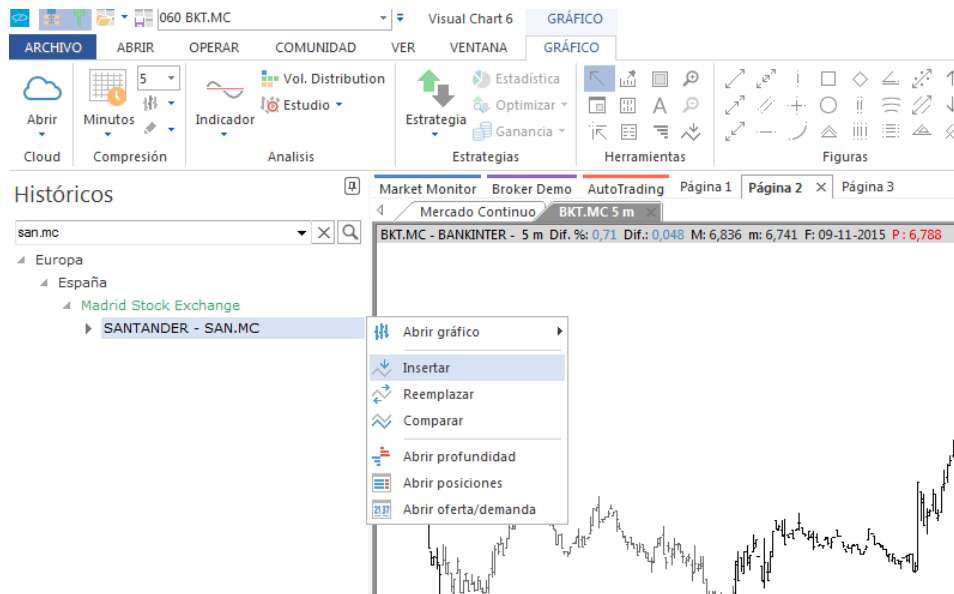 060 BKT.MC
Visual Chart 6
GRÁFICO
ARCHIVO ABRIR OPERAR COMUNIDAD VER VENTANA GRÁFICO
Abrir
Cloud
Minutos
5
Compresión
Indicador
Vol. Distribution
Estudio
Analisis
Estrategia
Estadística
Optimizar
Ganancia
Estrategias
A
Herramientas
Figuras
Históricos
san.mc
Europa
España
Madrid Stock Exchange
SANTANDER - SAN.MC
Market Monitor Broker Demo AutoTrading Página 1 Página 2 Página 3
Mercado Continuo BKT.MC 5 m
BKT.MC - BANKINTER - 5 m Dif. %: 0,71 Dif.: 0,048 M: 6,836 m: 6,741 F: 09-11-2015 P : 6,788
Abrir gráfico
Insertar
Reemplazar
Comparar
Abrir profundidad
Abrir posiciones
Abrir oferta/demanda